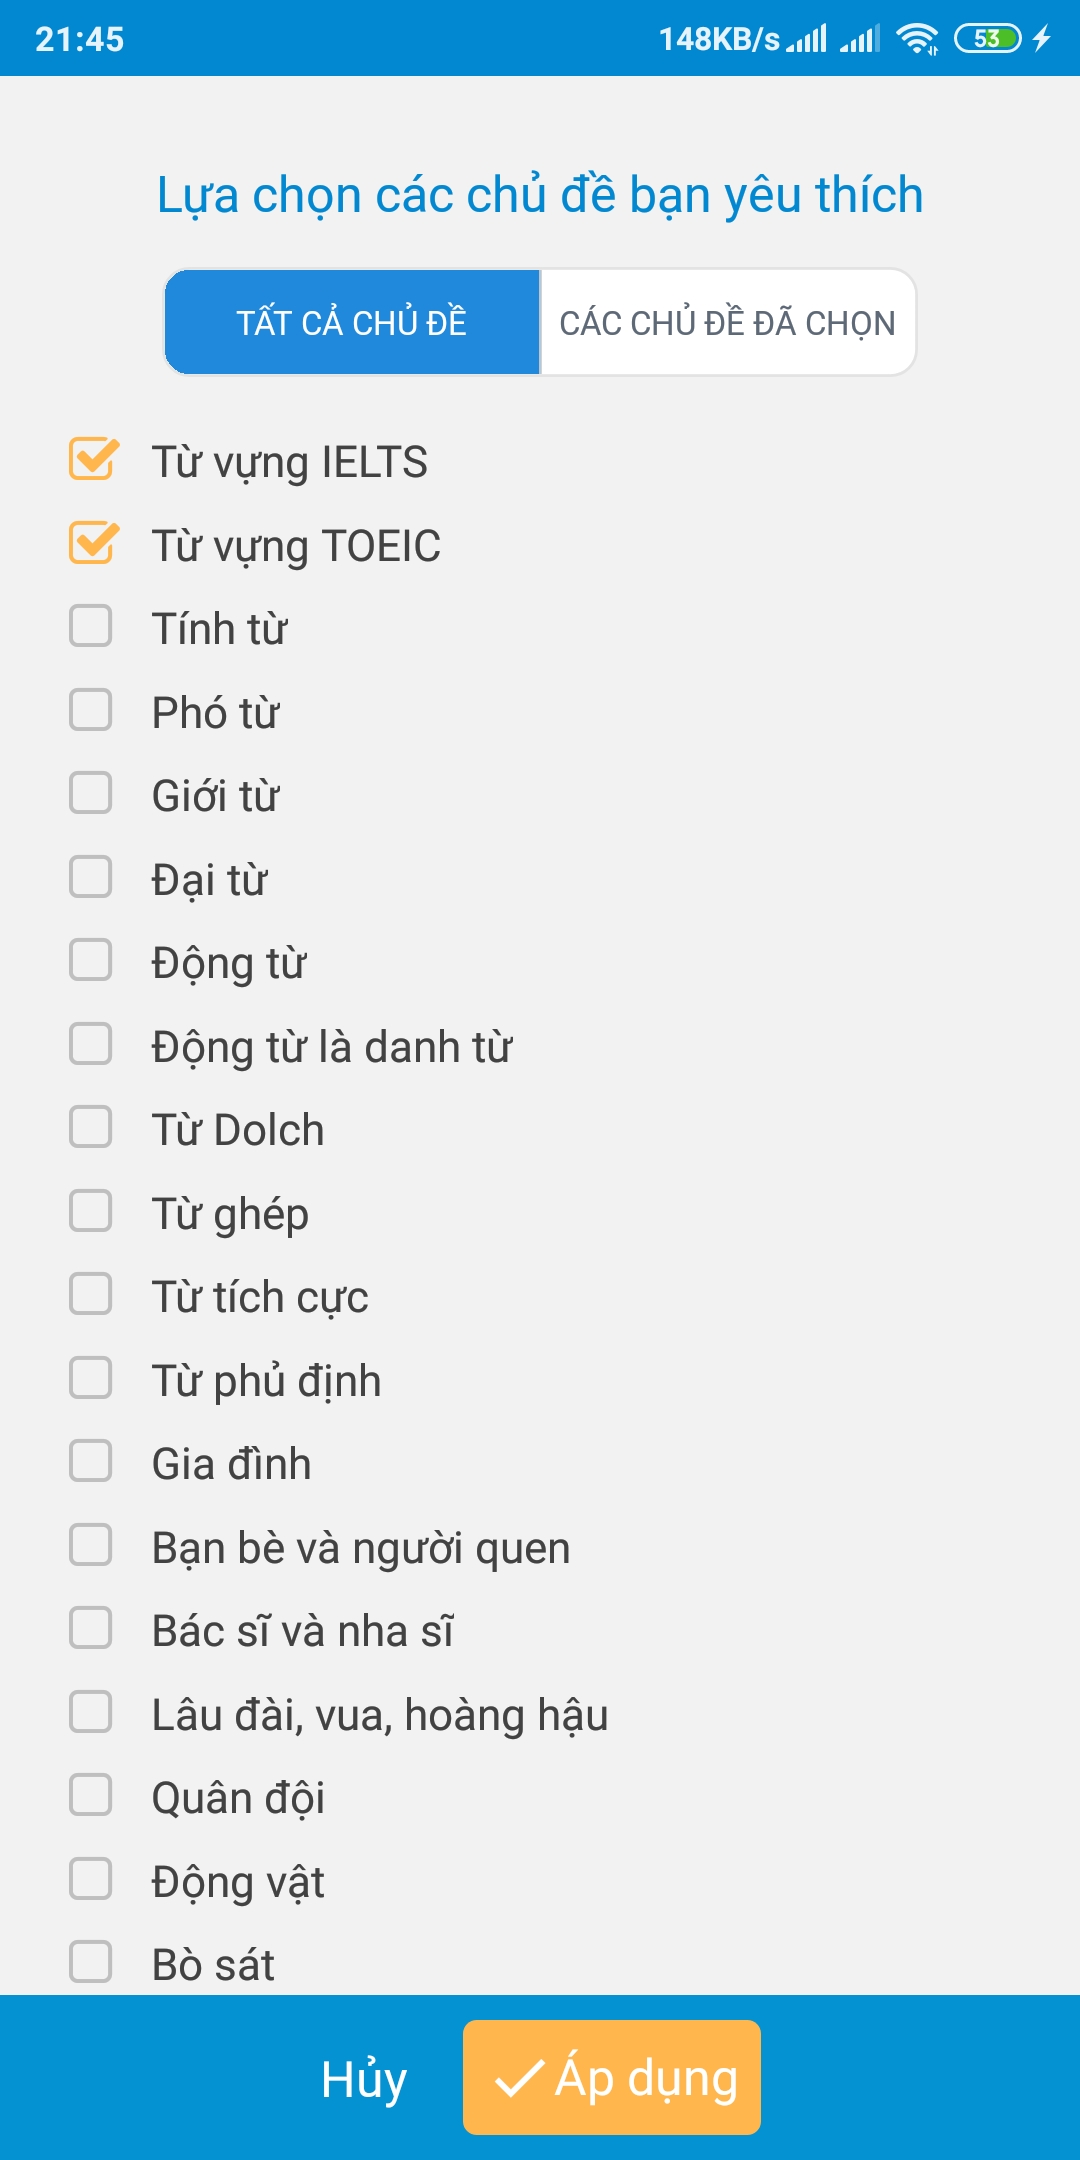 21:45 148KB/s 53
Lựa chọn các chủ đề bạn yêu thích
TẤT CẢ CHỦ ĐỀ CÁC CHỦ ĐỀ ĐÃ CHỌN
Từ vựng IELTS
Từ vựng TOEIC
Tính từ
Phó từ
Giới từ
Đại từ
Động từ
Động từ là danh từ
Từ Dolch
Từ ghép
Từ tích cực
Từ phủ định
Gia đình
Bạn bè và người quen
Bác sĩ và nha sĩ
Lâu đài, vua, hoàng hậu
Quân đội
Động vật
Bò sát
Hủy Áp dụng